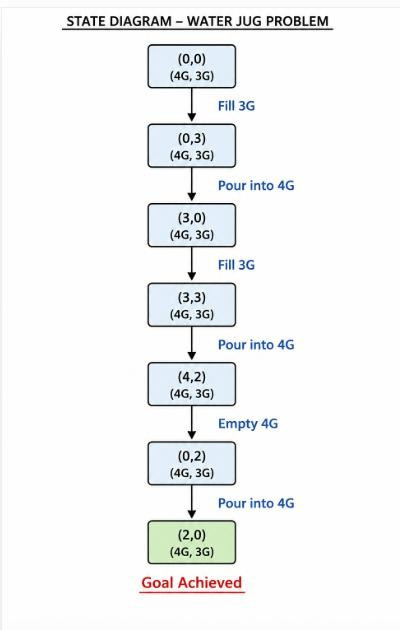 STATE DIAGRAM – WATER JUG PROBLEM
(0,0)
(4G, 3G)
Fill 3G
(0,3)
(4G, 3G)
Pour into 4G
(3,0)
(4G, 3G)
Fill 3G
(3,3)
(4G, 3G)
Pour into 4G
(4,2)
(4G, 3G)
Empty 4G
(0,2)
(4G, 3G)
Pour into 4G
(2,0)
(4G, 3G)
Goal Achieved